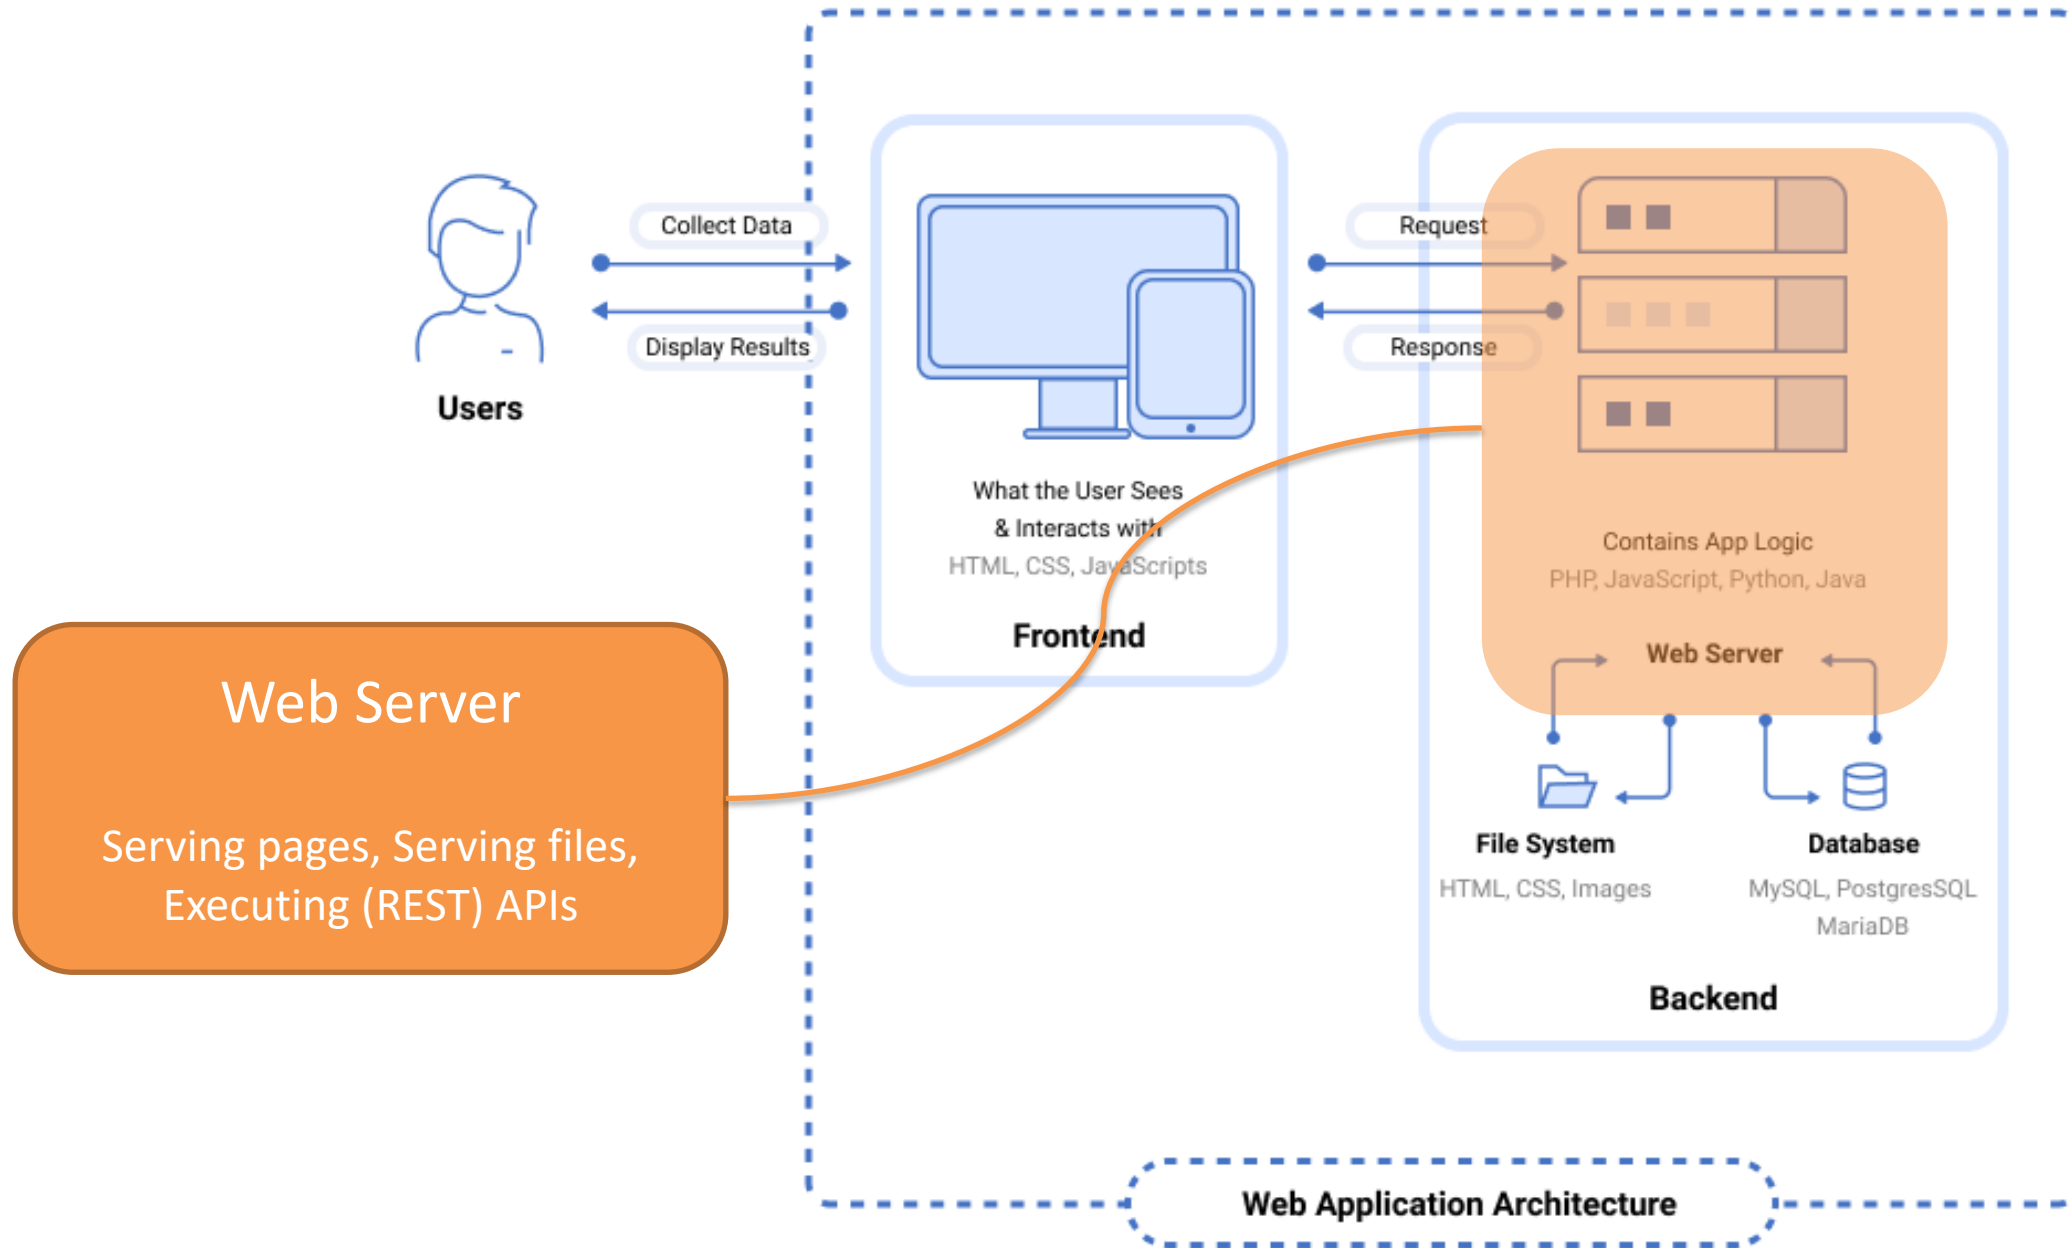 Collect Data
Display Results
Users
What the User Sees
& Interacts with
HTML, CSS, JavaScripts
Frontend
Request
Response
Contains App Logic
PHP, JavaScript, Python, Java
Web Server
File System
HTML, CSS, Images
Database
MySQL, PostgresSQL
MariaDB
Backend
Web Server
Serving pages, Serving files,
Executing (REST) APIs
Web Application Architecture